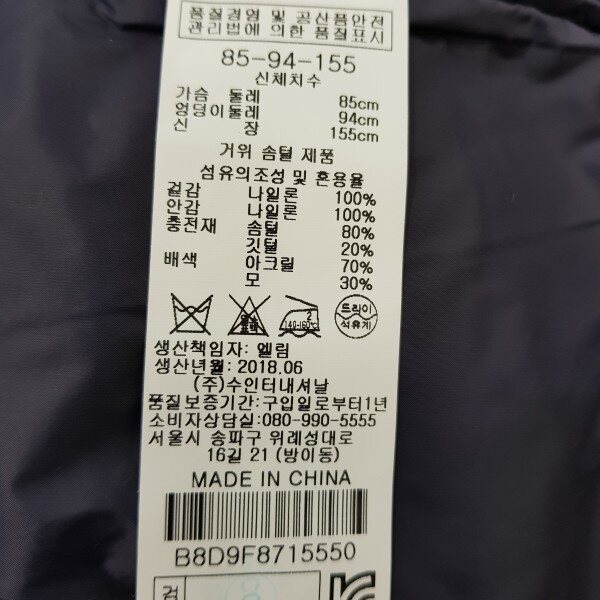 품질경영 및 공산품안전
관리법에 의한 품질표시
85-94-155
신체치수
가슴 둘레 85cm
엉덩이둘레 94cm
신 장 155cm
거위 솜털 제품
섬유의조성 및 혼용율
겉감 나일론 100%
안감 나일론 100%
충전재 솜털 80%
깃털 20%
배색 아크릴 70%
모 30%
2
140-160℃
드라이
석유계
생산책임자: 엘림
생산년월: 2018.06
(주)수인터내셔날
품질보증기간:구입일로부터1년
소비자상담실:080-990-5555
서울시 송파구 위례성대로
16길 21 (방이동)
MADE IN CHINA
B8D9F8715550
검